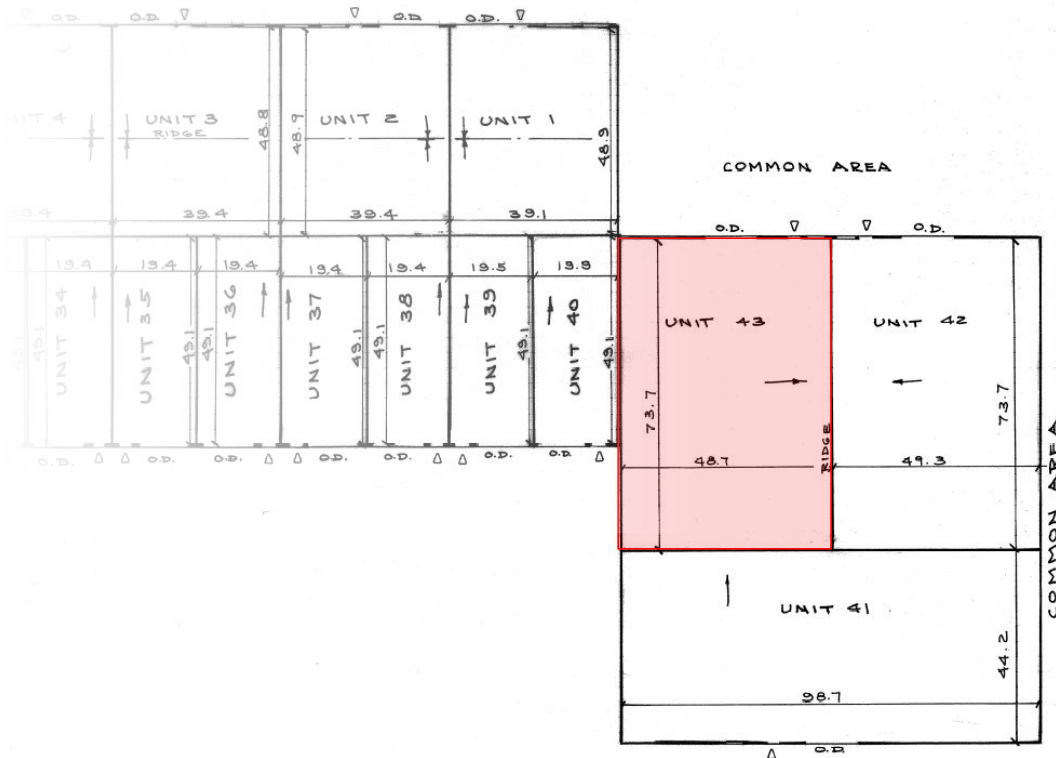 O.D.
O.D.
O.D.
O.D.
UNIT 3
RIDGE
UNIT 2
UNIT 1
48.8
48.9
48.9
39.4
39.4
39.1
COMMON AREA
O.D.
O.D.
19.4
19.4
19.4
19.4
19.4
19.5
19.9
UNIT 34
UNIT 35
UNIT 36
UNIT 37
UNIT 38
UNIT 39
UNIT 40
49.1
49.1
49.1
49.1
49.1
49.1
49.1
O.D.
O.D.
O.D.
O.D.
O.D.
O.D.
O.D.
UNIT 43
UNIT 42
73.7
73.7
RIDGE
48.7
49.3
COMMON AREA
UNIT 41
44.2
98.7
O.D.